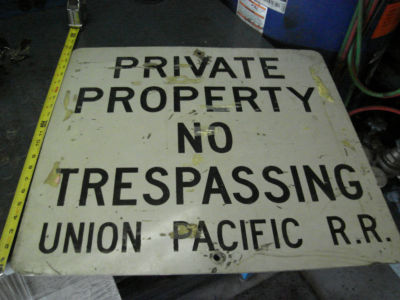 PRIVATE
PROPERTY
NO
TRESPASSING
UNION PACIFIC R.R.